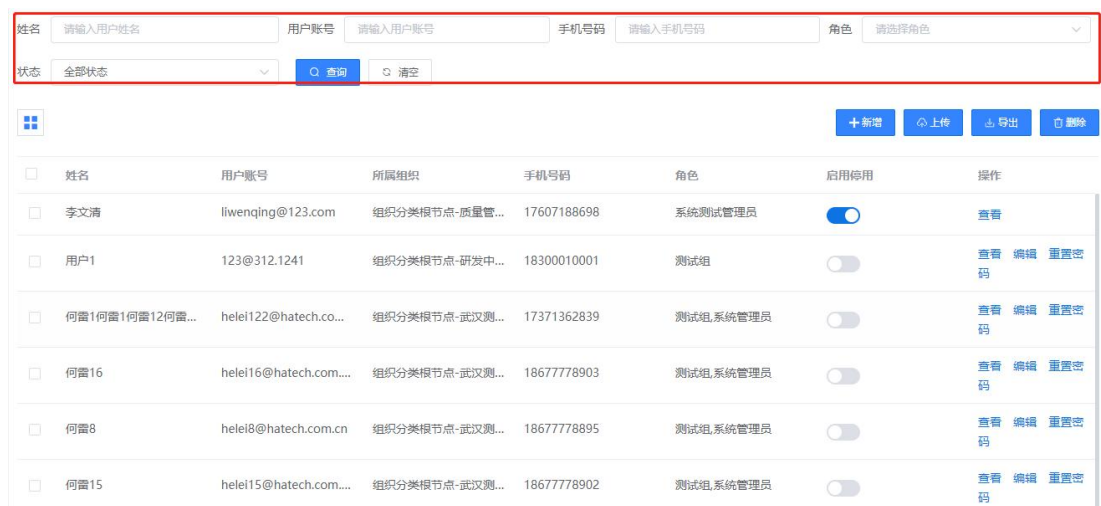 姓名 请输入用户姓名 用户账号 请输入用户账号 手机号码 请输入手机号码 角色 请选择角色
状态 全部状态 查询 清空
新增 上传 导出 删除
姓名 用户账号 所属组织 手机号码 角色 启用停用 操作
李文清 liwenqing@123.com 组织分类根节点-质量管... 17607188698 系统测试管理员 查看
用户1 123@312.1241 组织分类根节点-研发中... 18300010001 测试组 查看 编辑 重置密
码
何雷1何雷1何雷12何雷... helei122@hatech.co... 组织分类根节点-武汉测... 17371362839 测试组,系统管理员 查看 编辑 重置密
码
何雷16 helei16@hatech.com.... 组织分类根节点-武汉测... 18677778903 测试组,系统管理员 查看 编辑 重置密
码
何雷8 helei8@hatech.com.cn 组织分类根节点-武汉测... 18677778895 测试组,系统管理员 查看 编辑 重置密
码
何雷15 helei15@hatech.com.... 组织分类根节点-武汉测... 18677778902 测试组,系统管理员 查看 编辑 重置密
码